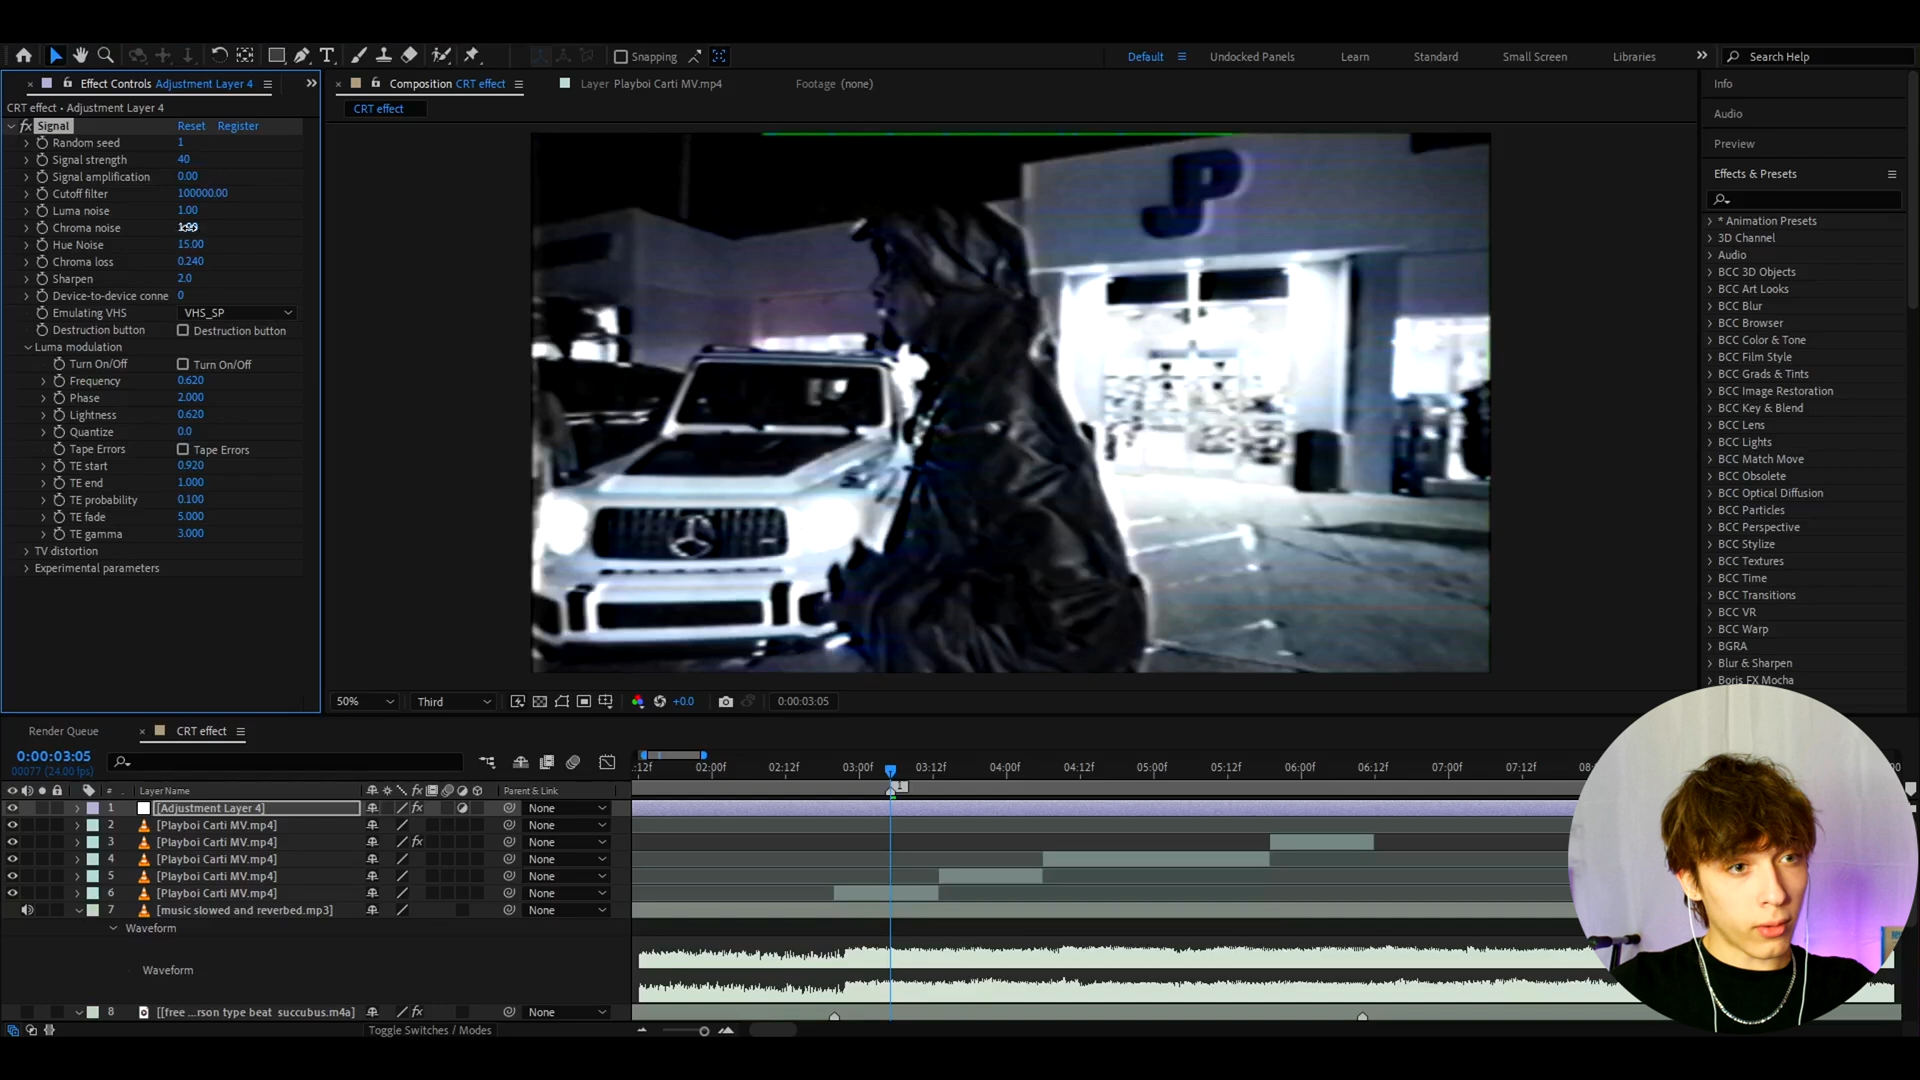 Snapping
Default
Undocked Panels
Learn
Standard
Small Screen
Libraries
Search Help
Effect Controls Adjustment Layer 4
Composition CRT effect
Layer Playboi Carti MV.mp4
Footage (none)
Info
CRT effect • Adjustment Layer 4
CRT effect
Audio
fx Signal Reset Register
Random seed 1
Preview
Signal strength 40
Signal amplification 0.00
Effects & Presets
Cutoff filter 100000.00
Luma noise 1.00
Chroma noise
Hue Noise 15.00
Chroma loss 0.240
Sharpen 2.0
Device-to-device conne 0
Emulating VHS VHS_SP
Destruction button Destruction button
Luma modulation
Turn On/Off Turn On/Off
Frequency 0.620
Phase 2.000
Lightness 0.620
Quantize 0.0
Tape Errors Tape Errors
TE start 0.920
TE end 1.000
TE probability 0.100
TE fade 5.000
TE gamma 3.000
TV distortion
Experimental parameters
JP
* Animation Presets
3D Channel
Audio
BCC 3D Objects
BCC Art Looks
BCC Blur
BCC Browser
BCC Color & Tone
BCC Film Style
BCC Grads & Tints
BCC Image Restoration
BCC Key & Blend
BCC Lens
BCC Lights
BCC Match Move
BCC Obsolete
BCC Optical Diffusion
BCC Particles
BCC Perspective
BCC Stylize
BCC Textures
BCC Time
BCC Transitions
BCC VR
BCC Warp
BGRA
Blur & Sharpen
Boris FX Mocha
50%
Third
+0.0
0:00:03:05
Render Queue
CRT effect
0:00:03:05
00077 (24.00 fps)
:12f 02:00f 02:12f 03:00f 03:12f 04:00f 04:12f 05:00f 05:12f 06:00f 06:12f 07:00f 07:12f
# Layer Name fx Parent & Link
1 [Adjustment Layer 4] fx None
2 [Playboi Carti MV.mp4] None
3 [Playboi Carti MV.mp4] fx None
4 [Playboi Carti MV.mp4] None
5 [Playboi Carti MV.mp4] None
6 [Playboi Carti MV.mp4] None
7 [music slowed and reverbed.mp3] None
Waveform
Waveform
8 [[free ...rson type beat succubus.m4a] fx None
Toggle Switches / Modes